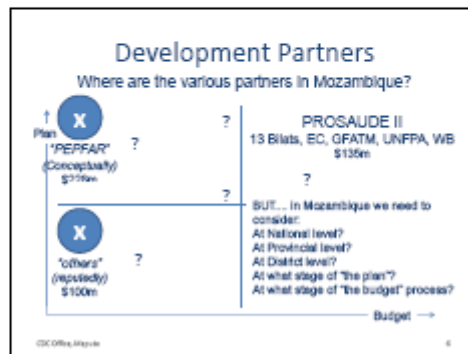 Development Partners
Where are the various partners in Mozambique?
Plan
X
"PEPFAR"
(Conceptually)
?
?
PROSAUDE II
13 Bilats, EC, GFATM, UNFPA, WB
$135m
?
?
X
"others"
(reputedly)
$100m
?
BUT.... in Mozambique we need to
consider:
At National level?
At Provincial level?
At District level?
At what stage of "the plan"?
At what stage of "the budget" process?
Budget
CDC Office, Maputo
6